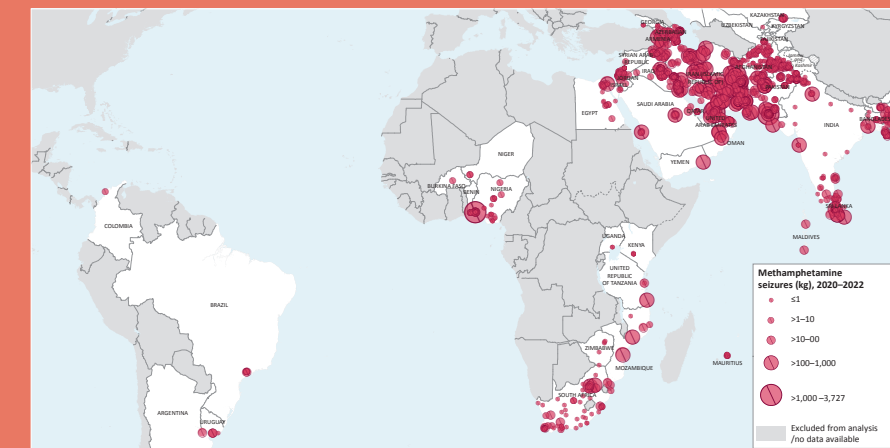 KAZAKHSTAN
GEORGIA
UZBEKISTAN
KYRGYZSTAN
ARMENIA
SYRIAN ARAB
REPUBLIC
IRAQ
SAUDI ARABIA
EGYPT
INDIA
OMAN
YEMEN
NIGER
BURKINA FASO
BENIN
NIGERIA
COLOMBIA
SRI LANKA
MALDIVES
UGANDA
KENYA
UNITED
REPUBLIC
OF TANZANIA
BRAZIL
ZIMBABWE
MOZAMBIQUE
MAURITIUS
SOUTH AFRICA
ARGENTINA
URUGUAY
Methamphetamine
seizures (kg), 2020–2022
≤1
>1–10
>10–00
>100–1,000
>1,000 –3,727
Excluded from analysis
/no data available